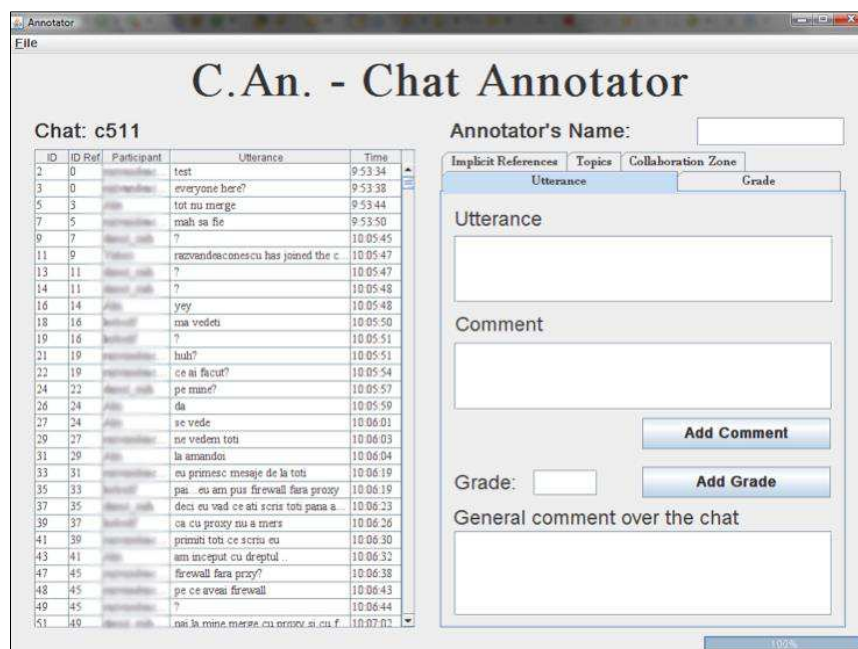 Annotator
File
C.An. - Chat Annotator
Chat: c511
ID ID Ref Participant Utterance Time
2 0 test 9:53:34
3 0 everyone here? 9:53:38
5 3 tot nu merge 9:53:44
7 5 mah sa fie 9:53:50
9 7 ? 10:05:45
11 9 razvandeaconescu has joined the c... 10:05:47
13 11 ? 10:05:47
14 11 ? 10:05:48
16 14 yey 10:05:48
18 16 ma vedeti 10:05:50
19 16 ? 10:05:51
21 19 huh? 10:05:51
22 19 ce ai facut? 10:05:54
24 22 pe mine? 10:05:57
26 24 da 10:05:59
27 24 se vede 10:06:01
29 27 ne vedem toti 10:06:03
31 29 la amandoi 10:06:04
33 31 eu primesc mesaje de la toti 10:06:19
35 33 pai...eu am pus firewall fara proxy 10:06:19
37 35 deci eu vad ce ati scris toti pana a... 10:06:23
39 37 ca cu proxy nu a mers 10:06:26
41 39 primiti toti ce scriu eu 10:06:30
43 41 am inceput cu dreptul .. 10:06:32
47 45 firewall fara prxy? 10:06:38
48 45 pe ce aveai firewall 10:06:43
49 45 ? 10:06:44
51 49 pai la mine merge cu proxy si cu f... 10:07:02
Annotator's Name:
Implicit References Topics Collaboration Zone
Utterance Grade
Utterance
Comment
Add Comment
Grade: Add Grade
General comment over the chat
100%